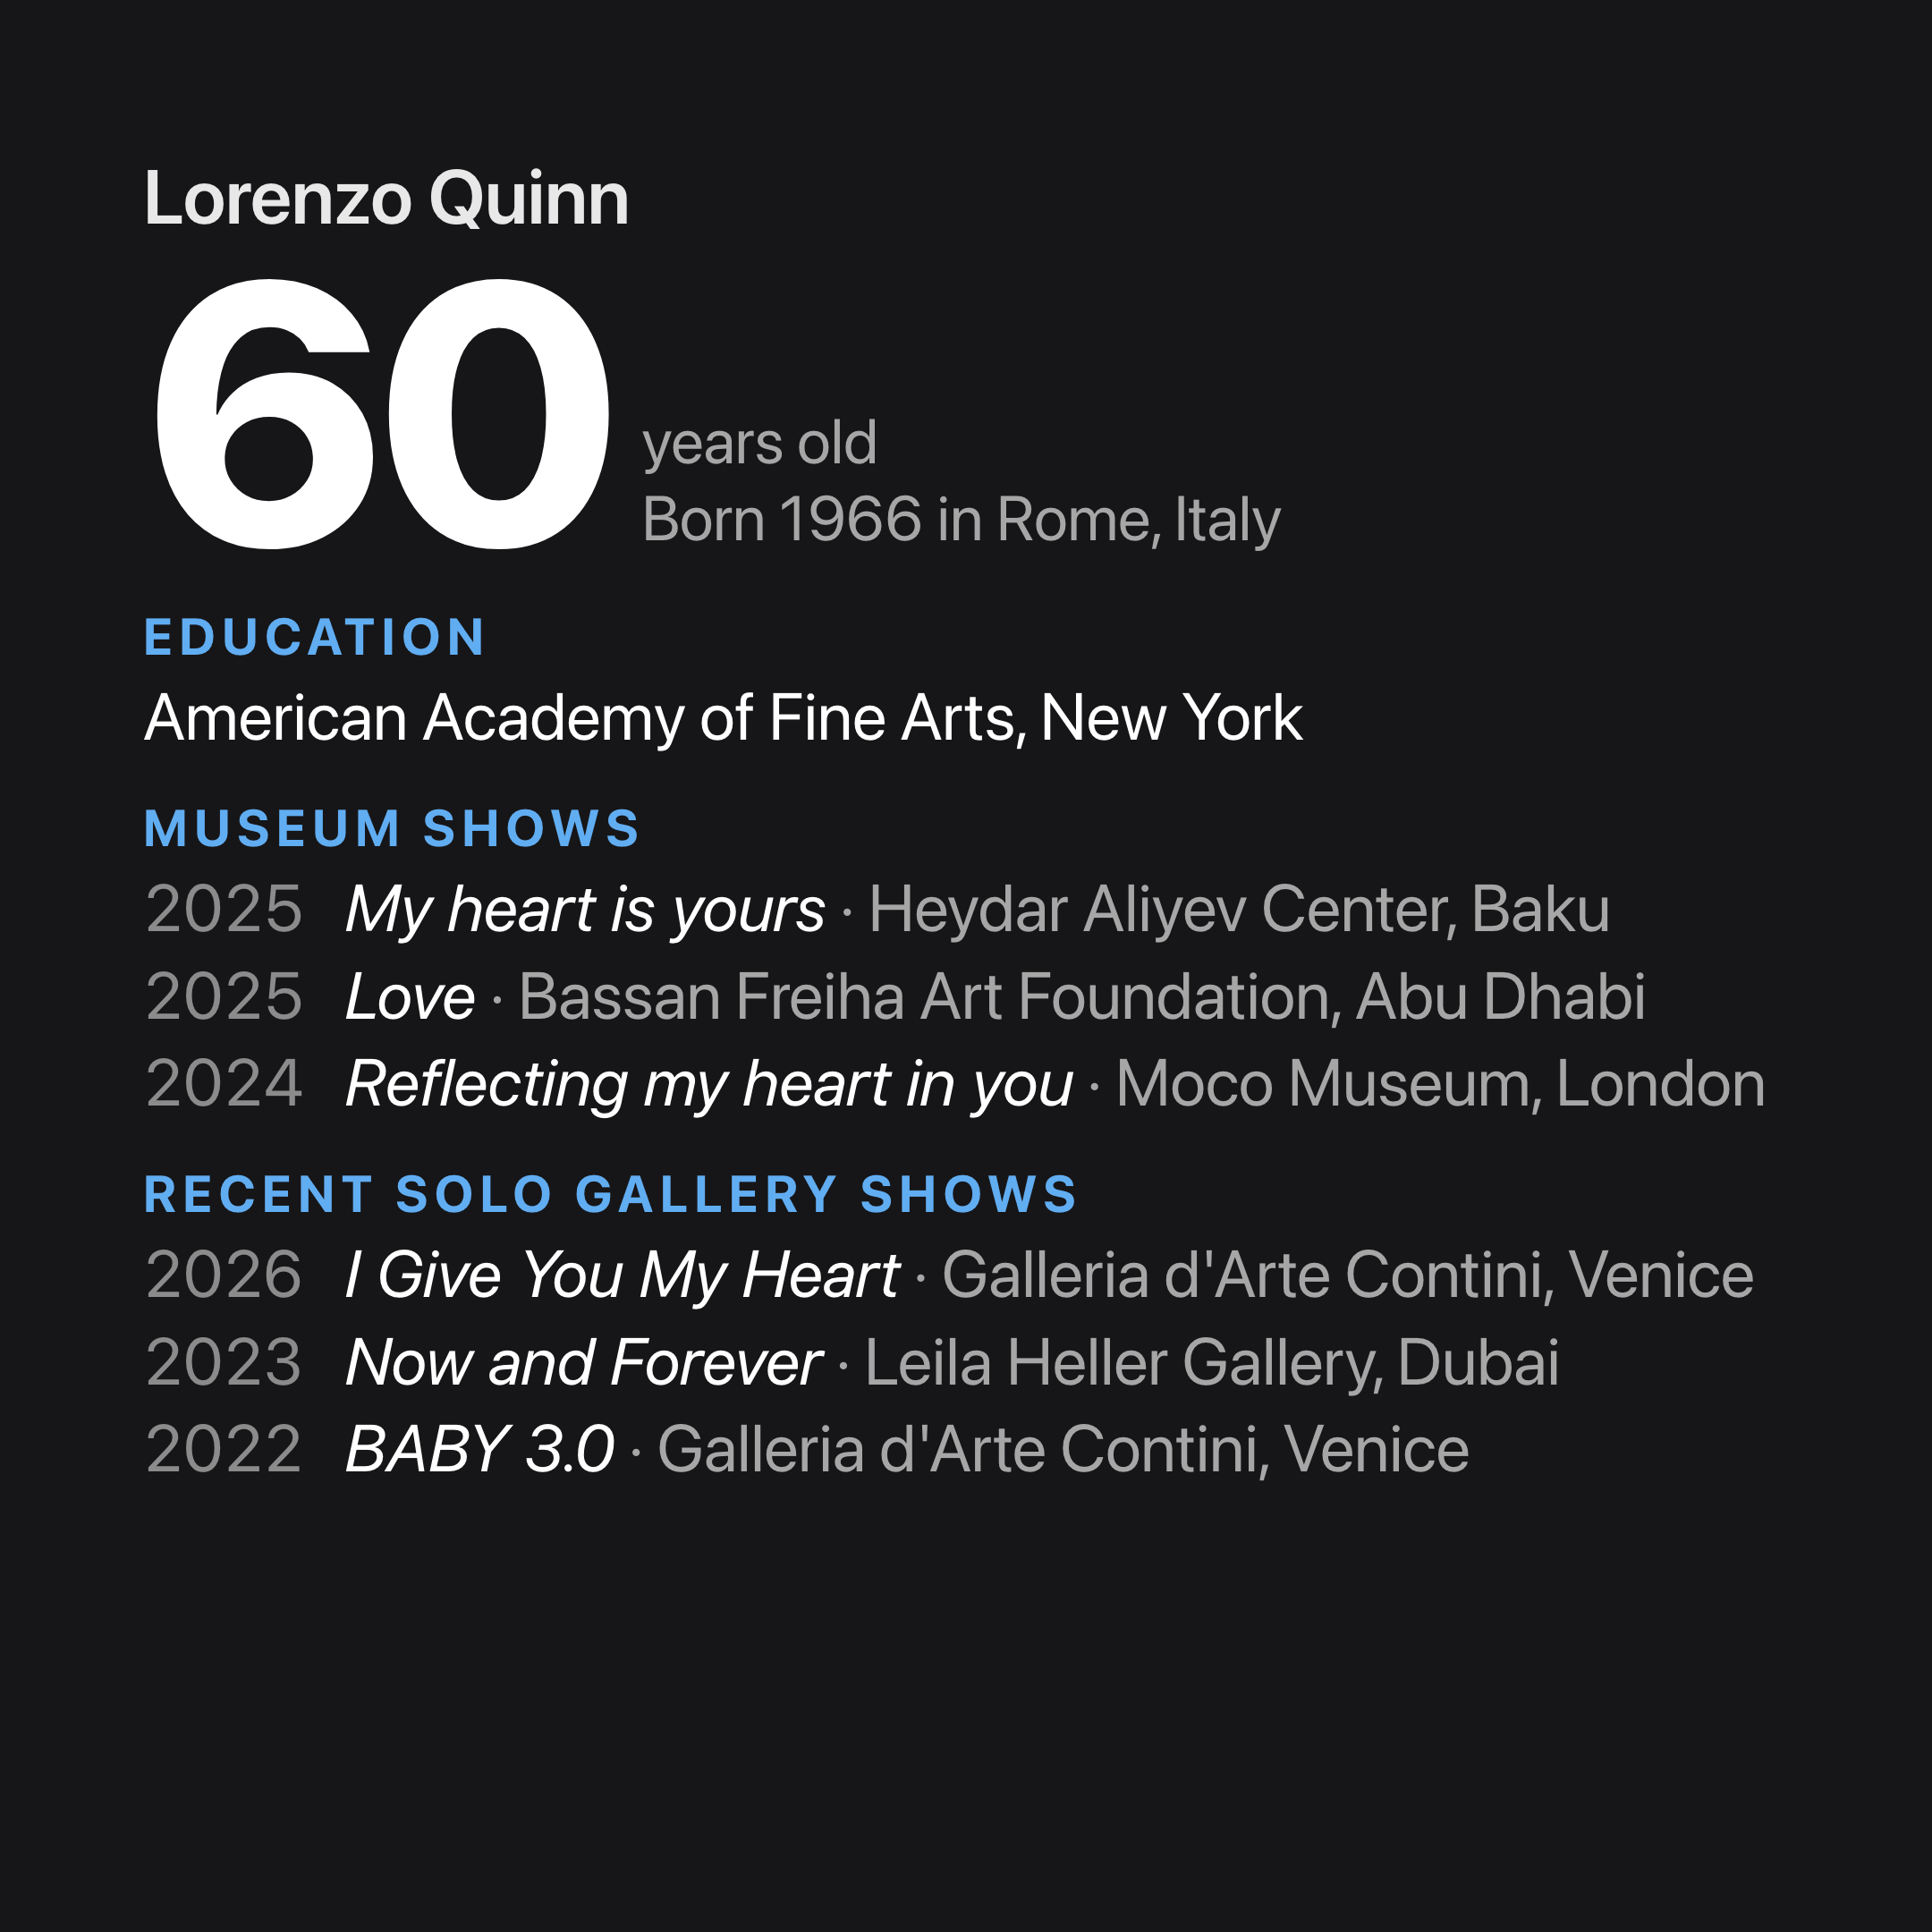 Lorenzo Quinn
60
years old
Born 1966 in Rome, Italy
EDUCATION
American Academy of Fine Arts, New York
MUSEUM SHOWS
2025 My heart is yours · Heydar Aliyev Center, Baku
2025 Love · Bassan Freiha Art Foundation, Abu Dhabi
2024 Reflecting my heart in you · Moco Museum, London
RECENT SOLO GALLERY SHOWS
2026 I Give You My Heart · Galleria d'Arte Contini, Venice
2023 Now and Forever · Leila Heller Gallery, Dubai
2022 BABY 3.0 · Galleria d'Arte Contini, Venice